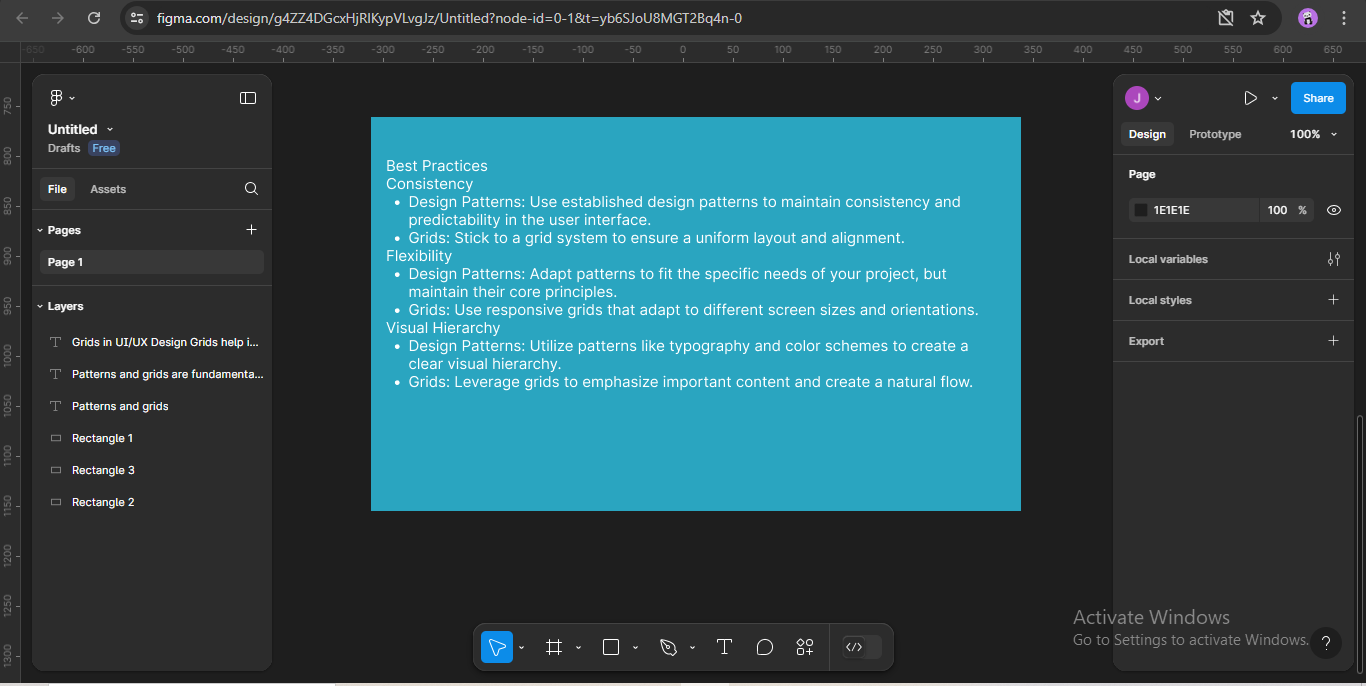 figma.com/design/g4ZZ4DGcxHjRlKypVLvgJz/Untitled?node-id=0-1&t=yb6SJoU8MGT2Bq4n-0
-650 -600 -550 -500 -450 -400 -350 -300 -250 -200 -150 -100 -50 0 50 100 150 200 250 300 350 400 450 500 550 600 650
750
800
850
900
950
1000
1050
1100
1150
1200
1250
1300
Untitled
Drafts Free
File Assets
Pages
Page 1
Layers
Grids in UI/UX Design Grids help i...
Patterns and grids are fundamenta...
Patterns and grids
Rectangle 1
Rectangle 3
Rectangle 2
Best Practices
Consistency
• Design Patterns: Use established design patterns to maintain consistency and
predictability in the user interface.
• Grids: Stick to a grid system to ensure a uniform layout and alignment.
Flexibility
• Design Patterns: Adapt patterns to fit the specific needs of your project, but
maintain their core principles.
• Grids: Use responsive grids that adapt to different screen sizes and orientations.
Visual Hierarchy
• Design Patterns: Utilize patterns like typography and color schemes to create a
clear visual hierarchy.
• Grids: Leverage grids to emphasize important content and create a natural flow.
J
Share
Design Prototype 100%
Page
1E1E1E 100 %
Local variables
Local styles
Export
Activate Windows
Go to Settings to activate Windows.
?